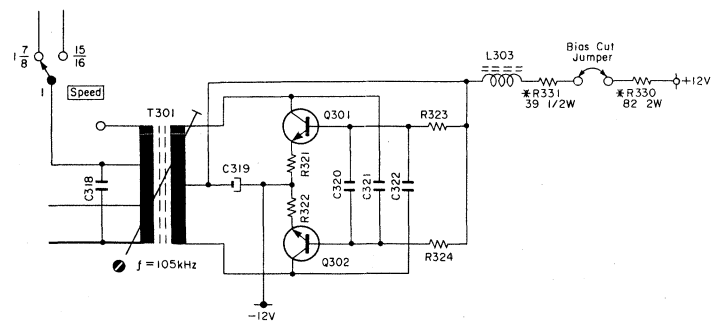 L303
Bias Cut
Jumper
1 7/8
15/16
1
Speed
*R331
39 1/2W
*R330
82 2W
+12V
T301
Q301
R323
C319
R321
C318
R322
C320
C321
C322
Q302
R324
f = 105kHz
-12V